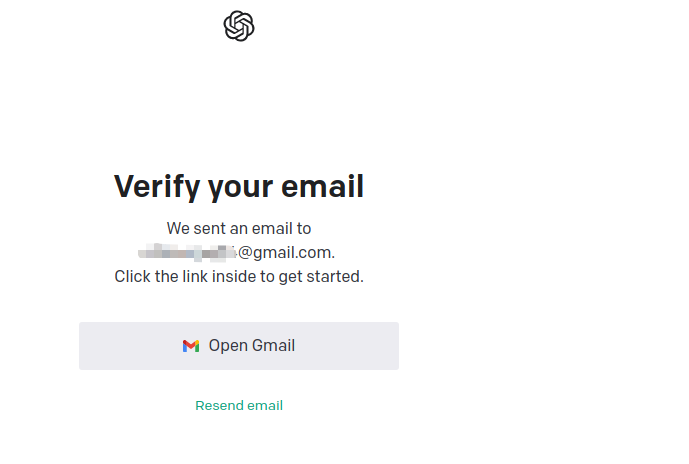 Verify your email
We sent an email to
@gmail.com.
Click the link inside to get started.
Open Gmail
Resend email